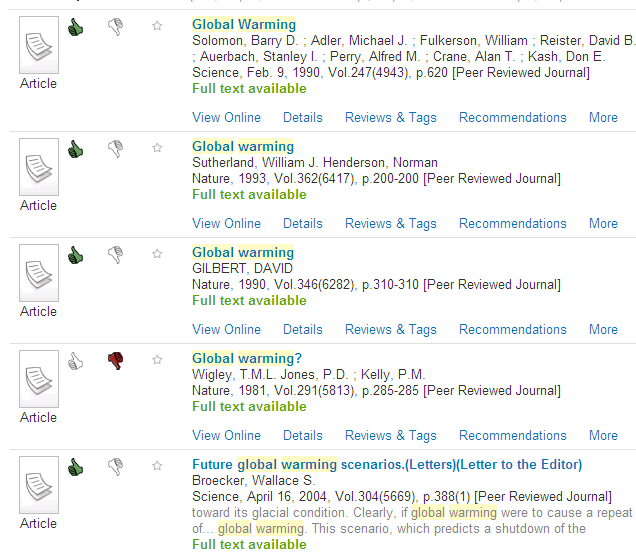 Global Warming
Solomon, Barry D. ; Adler, Michael J. ; Fulkerson, William ; Reister, David B.
; Auerbach, Stanley I. ; Perry, Alfred M. ; Crane, Alan T. ; Kash, Don E.
Science, Feb. 9, 1990, Vol.247(4943), p.620 [Peer Reviewed Journal]
Full text available
Article
View Online Details Reviews & Tags Recommendations More
Global warming
Sutherland, William J. Henderson, Norman
Nature, 1993, Vol.362(6417), p.200-200 [Peer Reviewed Journal]
Full text available
Article
View Online Details Reviews & Tags Recommendations More
Global warming
GILBERT, DAVID
Nature, 1990, Vol.346(6282), p.310-310 [Peer Reviewed Journal]
Full text available
Article
View Online Details Reviews & Tags Recommendations More
Global warming?
Wigley, T.M.L. Jones, P.D. ; Kelly, P.M.
Nature, 1981, Vol.291(5813), p.285-285 [Peer Reviewed Journal]
Full text available
Article
View Online Details Reviews & Tags Recommendations More
Future global warming scenarios.(Letters)(Letter to the Editor)
Broecker, Wallace S.
Science, April 16, 2004, Vol.304(5669), p.388(1) [Peer Reviewed Journal]
toward its glacial condition. Clearly, if global warming were to cause a repeat
of... global warming. This scenario, which predicts a shutdown of the
Article
Full text available